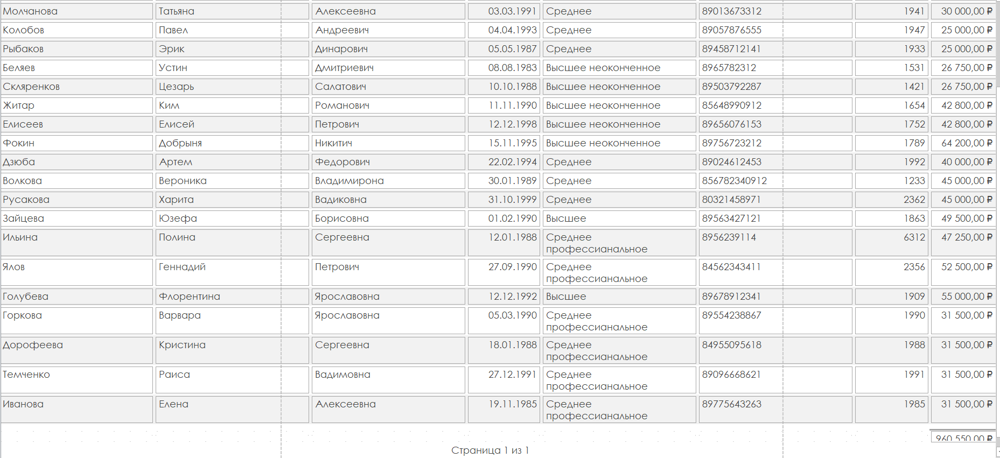 Молчанова Татьяна Алексеевна 03.03.1991 Среднее 89013673312 1941 30 000,00 ₽
Колобов Павел Андреевич 04.04.1993 Среднее 89057876555 1947 25 000,00 ₽
Рыбаков Эрик Динарович 05.05.1987 Среднее 89458712141 1933 25 000,00 ₽
Беляев Устин Дмитриевич 08.08.1983 Высшее неоконченное 8965782312 1531 26 750,00 ₽
Скляренков Цезарь Салатович 10.10.1988 Высшее неоконченное 89503792287 1421 26 750,00 ₽
Житар Ким Романович 11.11.1990 Высшее неоконченное 85648990912 1654 42 800,00 ₽
Елисеев Елисей Петрович 12.12.1998 Высшее неоконченное 89656076153 1752 42 800,00 ₽
Фокин Добрыня Никитич 15.11.1995 Высшее неоконченное 89756723212 1789 64 200,00 ₽
Дзюба Артем Федорович 22.02.1994 Среднее 89024612453 1992 40 000,00 ₽
Волкова Вероника Владимирона 30.01.1989 Среднее 856782340912 1233 45 000,00 ₽
Русакова Харита Вадиковна 31.10.1999 Среднее 80321458971 2362 45 000,00 ₽
Зайцева Юзефа Борисовна 01.02.1990 Высшее 89563427121 1863 49 500,00 ₽
Ильина Полина Сергеевна 12.01.1988 Среднее 8956239114 6312 47 250,00 ₽
профессианальное
Ялов Геннадий Петрович 27.09.1990 Среднее 84562343411 2356 52 500,00 ₽
профессианальное
Голубева Флорентина Ярославовна 12.12.1992 Высшее 89678912341 1909 55 000,00 ₽
Горкова Варвара Ярославовна 05.03.1990 Среднее 89554238867 1990 31 500,00 ₽
профессианальное
Дорофеева Кристина Сергеевна 18.01.1988 Среднее 84955095618 1988 31 500,00 ₽
профессианальное
Темченко Раиса Вадимовна 27.12.1991 Среднее 89096668621 1991 31 500,00 ₽
профессианальное
Иванова Елена Алексеевна 19.11.1985 Среднее 89775643263 1985 31 500,00 ₽
профессианальное
960 550,00 ₽
Страница 1 из 1